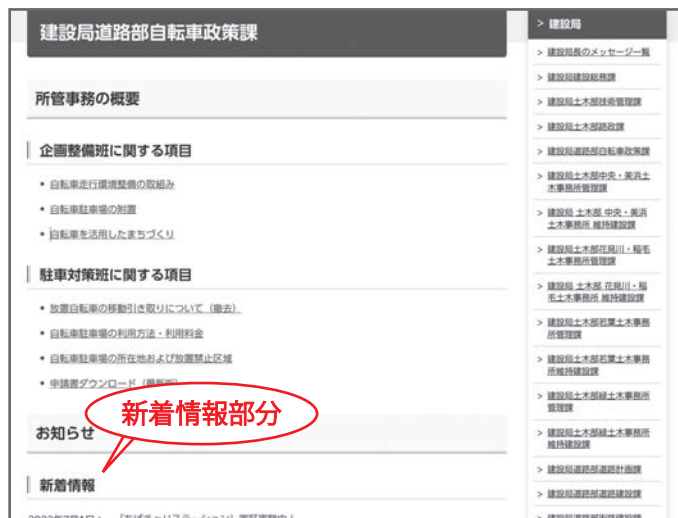 建設局道路部自転車政策課
所管事務の概要
企画整備班に関する項目
• 自転車走行環境整備の取組み
• 自転車駐車場の附置
• 自転車を活用したまちづくり
駐車対策班に関する項目
• 放置自転車の移動引き取りについて(撤去)
• 自転車駐車場の利用方法・利用料金
• 自転車駐車場の所在地および放置禁止区域
• 申請書ダウンロード(最新版)
新着情報部分
お知らせ
新着情報
> 建設局
> 建設局長のメッセージ一覧
> 建設局建設総務課
> 建設局土木部技術管理課
> 建設局土木部路政課
> 建設局道路部自転車政策課
> 建設局土木部中央・美浜土
木事務所管理課
> 建設局 土木部 中央・美浜
土木事務所 維持建設課
> 建設局土木部花見川・稲毛
土木事務所管理課
> 建設局 土木部 花見川・稲
毛土木事務所 維持建設課
> 建設局土木部若葉土木事務
所管理課
> 建設局土木部若葉土木事務
所維持建設課
> 建設局土木部緑土木事務所
管理課
> 建設局土木部緑土木事務所
維持建設課
> 建設局道路部道路計画課
> 建設局道路部道路建設課